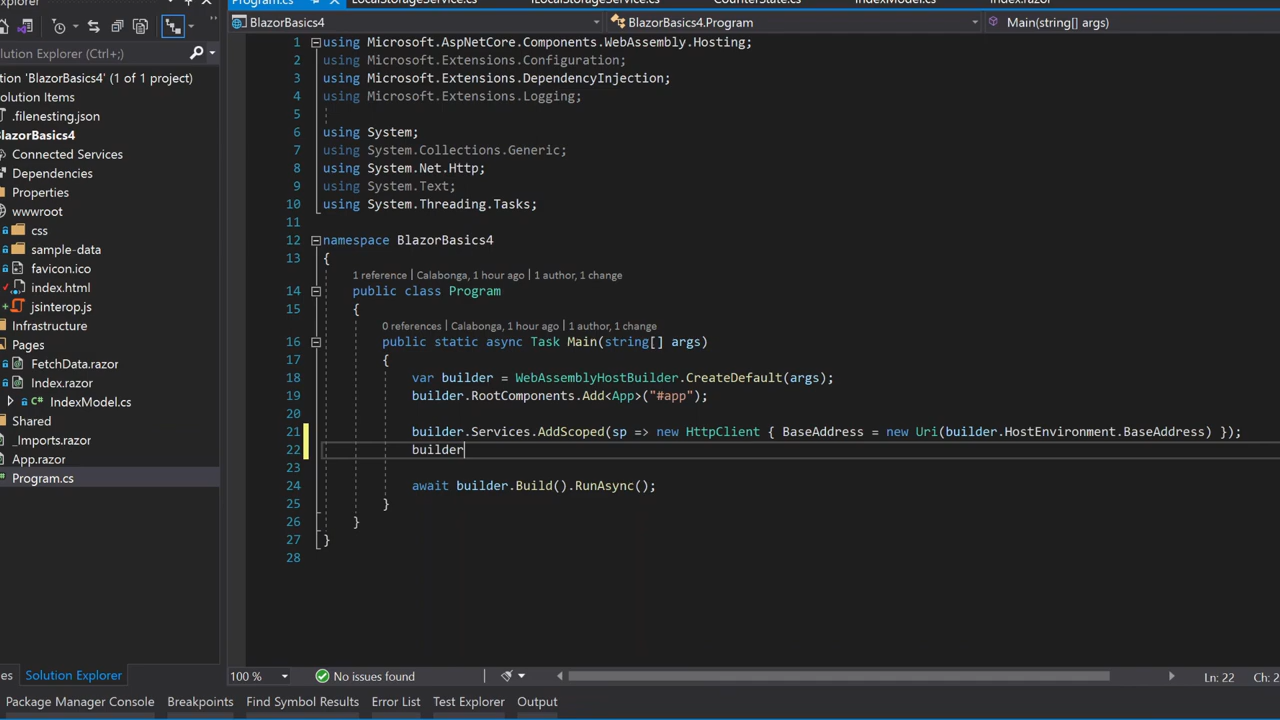 xplorer
Solution Explorer (Ctrl+;)
tion 'BlazorBasics4' (1 of 1 project)
olution Items
.filenesting.json
lazorBasics4
Connected Services
Dependencies
Properties
wwwroot
css
sample-data
favicon.ico
index.html
jsinterop.js
Infrastructure
Pages
FetchData.razor
Index.razor
C# IndexModel.cs
Shared
_Imports.razor
App.razor
Program.cs
es
Solution Explorer
Program.cs
LocalStorageService.cs
ILocalStorageService.cs
CounterState.cs
IndexModel.cs
Index.razor
BlazorBasics4
BlazorBasics4.Program
Main(string[] args)
1 using Microsoft.AspNetCore.Components.WebAssembly.Hosting;
2 using Microsoft.Extensions.Configuration;
3 using Microsoft.Extensions.DependencyInjection;
4 using Microsoft.Extensions.Logging;
5
6 using System;
7 using System.Collections.Generic;
8 using System.Net.Http;
9 using System.Text;
10 using System.Threading.Tasks;
11
12 namespace BlazorBasics4
13 {
1 reference | Calabonga, 1 hour ago | 1 author, 1 change
14 public class Program
15 {
0 references | Calabonga, 1 hour ago | 1 author, 1 change
16 public static async Task Main(string[] args)
17 {
18 var builder = WebAssemblyHostBuilder.CreateDefault(args);
19 builder.RootComponents.Add<App>("#app");
20
21 builder.Services.AddScoped(sp => new HttpClient { BaseAddress = new Uri(builder.HostEnvironment.BaseAddress) });
22 builder
23
24 await builder.Build().RunAsync();
25 }
26 }
27 }
28
100 %
No issues found
Ln: 22
Ch: 2
Package Manager Console
Breakpoints
Find Symbol Results
Error List
Test Explorer
Output